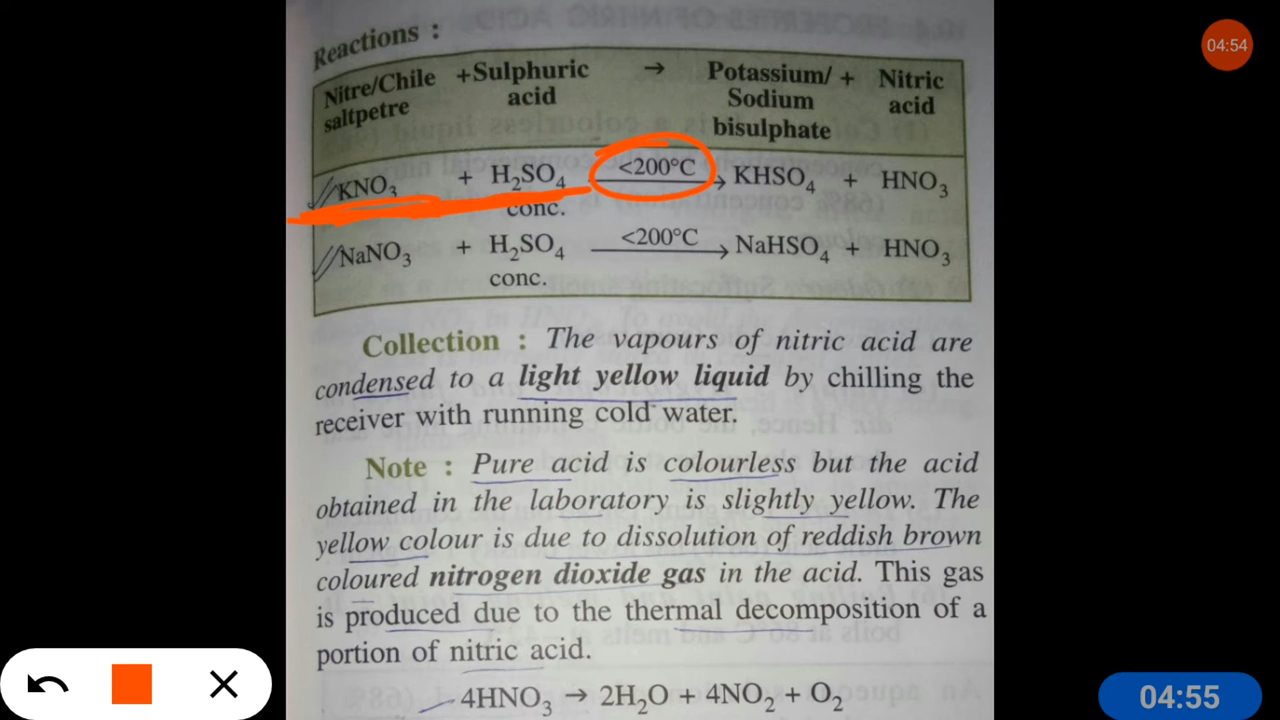 04:54
Reactions :
Nitre/Chile + Sulphuric → Potassium/ + Nitric
saltpetre acid Sodium acid
bisulphate
KNO₃ + H₂SO₄ <200°C → KHSO₄ + HNO₃
conc.
NaNO₃ + H₂SO₄ <200°C → NaHSO₄ + HNO₃
conc.
Collection : The vapours of nitric acid are
condensed to a light yellow liquid by chilling the
receiver with running cold water.
Note : Pure acid is colourless but the acid
obtained in the laboratory is slightly yellow. The
yellow colour is due to dissolution of reddish brown
coloured nitrogen dioxide gas in the acid. This gas
is produced due to the thermal decomposition of a
portion of nitric acid.
4HNO₃ → 2H₂O + 4NO₂ + O₂
04:55